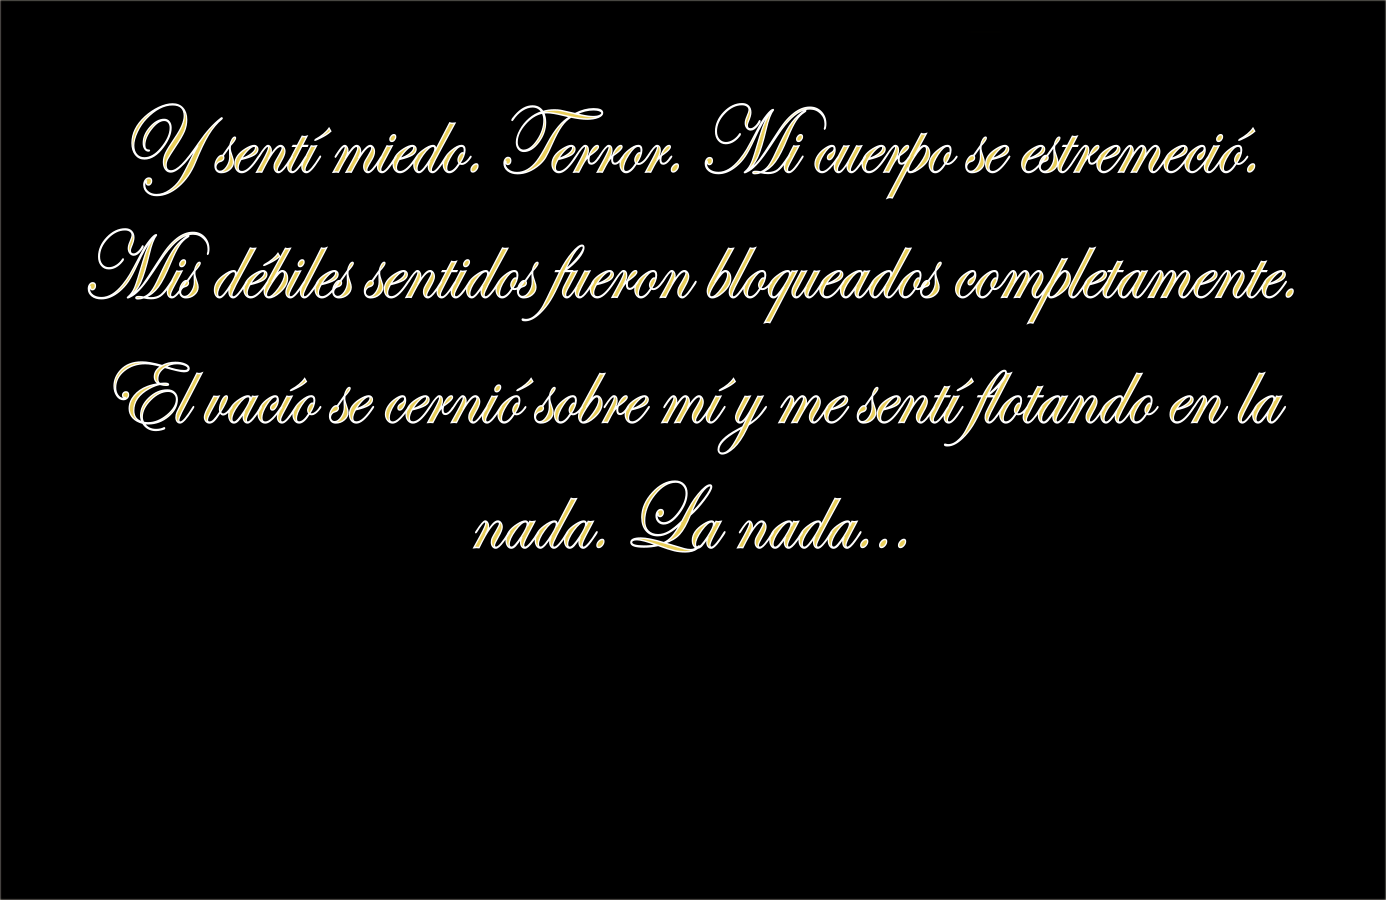 Y sentí miedo. Terror. Mi cuerpo se estremeció.
Mis débiles sentidos fueron bloqueados completamente.
El vacío se cernió sobre mí y me sentí flotando en la
nada. La nada...